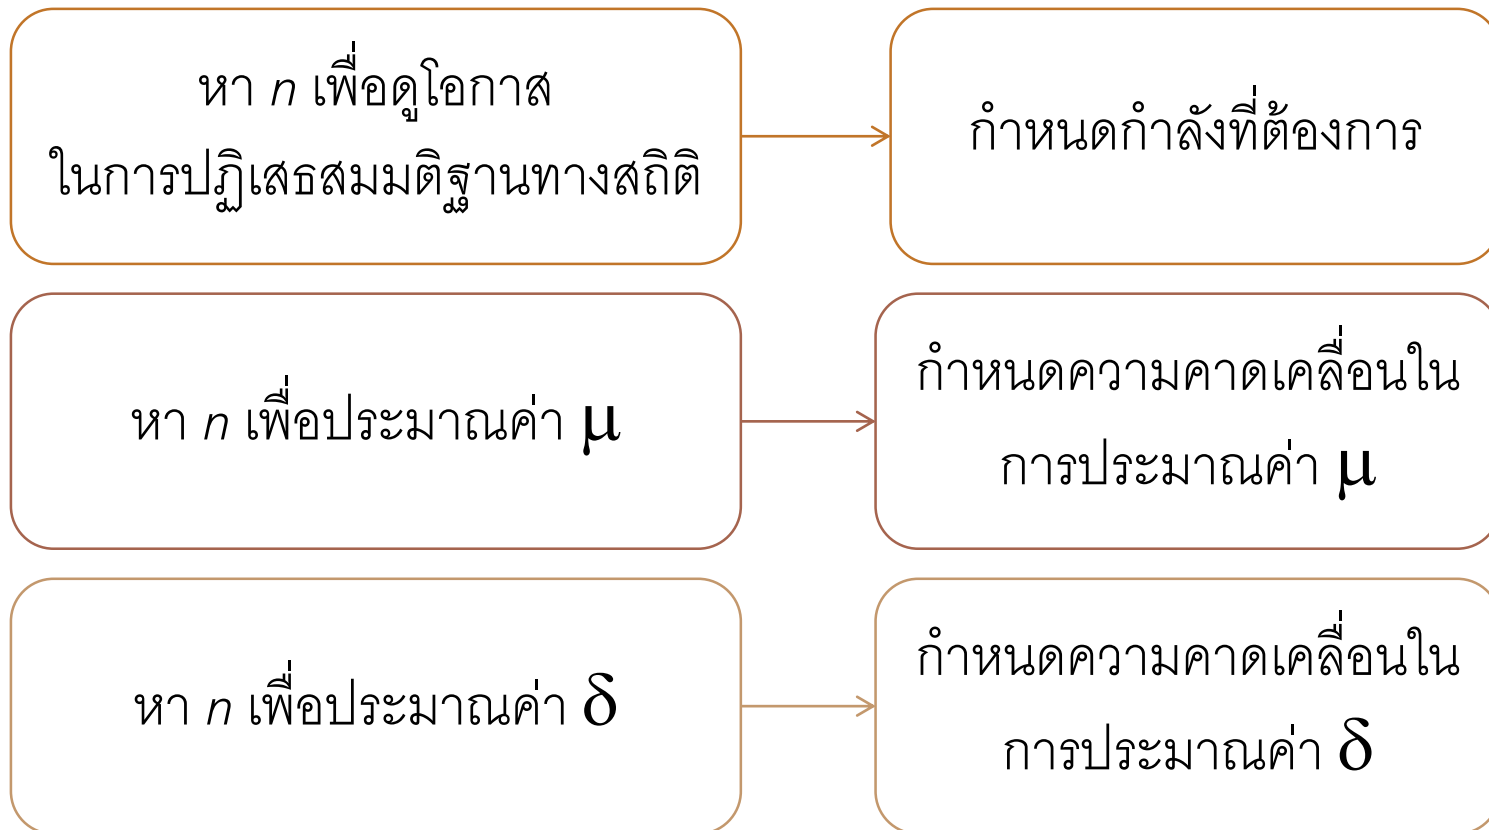 หา n เพื่อดูโอกาส
ในการปฏิเสธสมมติฐานทางสถิติ
กำหนดกำลังที่ต้องการ
หา n เพื่อประมาณค่า μ
กำหนดความคาดเคลื่อนใน
การประมาณค่า μ
หา n เพื่อประมาณค่า δ
กำหนดความคาดเคลื่อนใน
การประมาณค่า δ